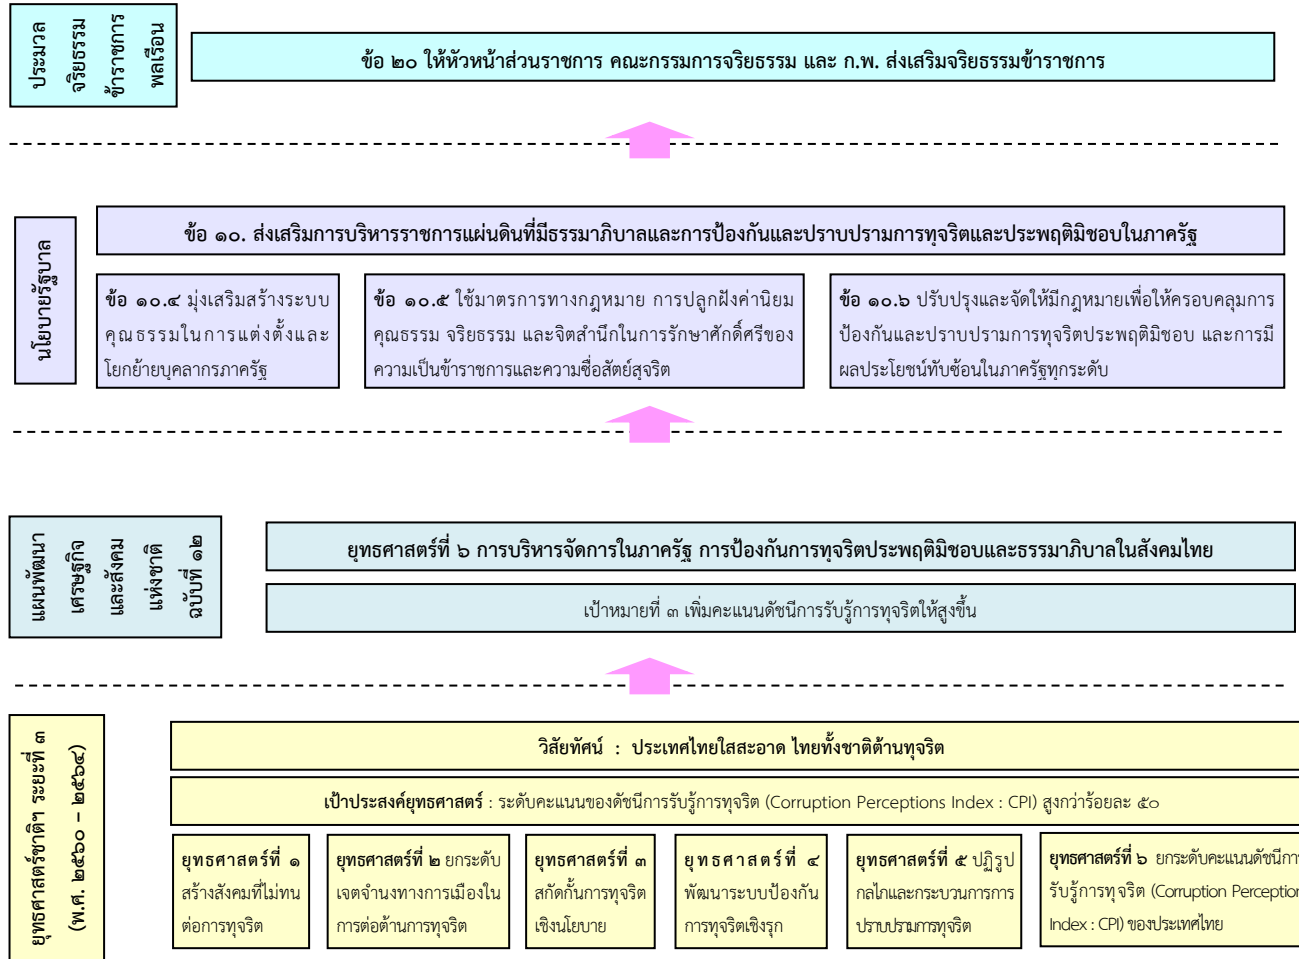 ประมวล
จริยธรรม
ข้าราชการ
พลเรือน
ข้อ ๒๐ ให้หัวหน้าส่วนราชการ คณะกรรมการจริยธรรม และ ก.พ. ส่งเสริมจริยธรรมข้าราชการ
นโยบายรัฐบาล
ข้อ ๑๐. ส่งเสริมการบริหารราชการแผ่นดินที่มีธรรมาภิบาลและการป้องกันและปราบปรามการทุจริตและประพฤติมิชอบในภาครัฐ
ข้อ ๑๐.๔ มุ่งเสริมสร้างระบบ
คุณธรรมในการแต่งตั้งและ
โยกย้ายบุคลากรภาครัฐ
ข้อ ๑๐.๕ ใช้มาตรการทางกฎหมาย การปลูกฝังค่านิยม
คุณธรรม จริยธรรม และจิตสำนึกในการรักษาศักดิ์ศรีของ
ความเป็นข้าราชการและความซื่อสัตย์สุจริต
ข้อ ๑๐.๖ ปรับปรุงและจัดให้มีกฎหมายเพื่อให้ครอบคลุมการ
ป้องกันและปราบปรามการทุจริตประพฤติมิชอบ และการมี
ผลประโยชน์ทับซ้อนในภาครัฐทุกระดับ
แผนพัฒนา
เศรษฐกิจ
และสังคม
แห่งชาติ
ฉบับที่ ๑๒
ยุทธศาสตร์ที่ ๖ การบริหารจัดการในภาครัฐ การป้องกันการทุจริตประพฤติมิชอบและธรรมาภิบาลในสังคมไทย
เป้าหมายที่ ๓ เพิ่มคะแนนดัชนีการรับรู้การทุจริตให้สูงขึ้น
ยุทธศาสตร์ชาติฯ ระยะที่ ๓
(พ.ศ. ๒๕๖๐ – ๒๕๖๔)
วิสัยทัศน์ : ประเทศไทยใสสะอาด ไทยทั้งชาติต้านทุจริต
เป้าประสงค์ยุทธศาสตร์ : ระดับคะแนนของดัชนีการรับรู้การทุจริต (Corruption Perceptions Index : CPI) สูงกว่าร้อยละ ๕๐
ยุทธศาสตร์ที่ ๑
สร้างสังคมที่ไม่ทน
ต่อการทุจริต
ยุทธศาสตร์ที่ ๒ ยกระดับ
เจตจำนงทางการเมืองใน
การต่อต้านการทุจริต
ยุทธศาสตร์ที่ ๓
สกัดกั้นการทุจริต
เชิงนโยบาย
ยุทธศาสตร์ที่ ๔
พัฒนาระบบป้องกัน
การทุจริตเชิงรุก
ยุทธศาสตร์ที่ ๕ ปฏิรูป
กลไกและกระบวนการการ
ปราบปรามการทุจริต
ยุทธศาสตร์ที่ ๖ ยกระดับคะแนนดัชนีการ
รับรู้การทุจริต (Corruption Perception
Index : CPI) ของประเทศไทย